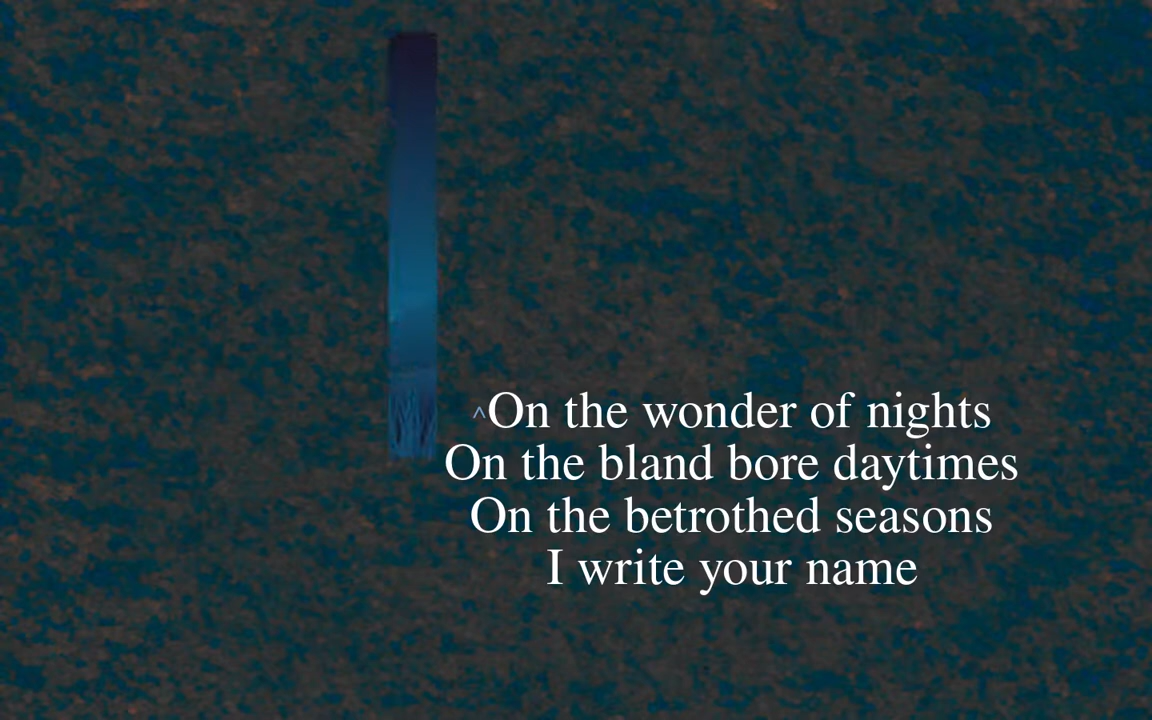 ^On the wonder of nights
On the bland bore daytimes
On the betrothed seasons
I write your name